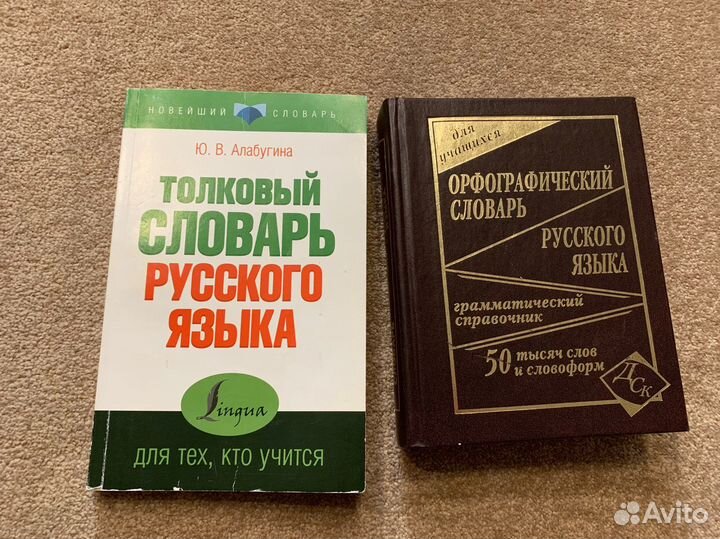 НОВЕЙШИЙ СЛОВАРЬ
Ю. В. Алабугина
ТОЛКОВЫЙ
СЛОВАРЬ
РУССКОГО
ЯЗЫКА
Lingua
для тех, кто учится
для
учащихся
ОРФОГРАФИЧЕСКИЙ
СЛОВАРЬ
РУССКОГО
ЯЗЫКА
грамматический
справочник
50 тысяч слов
и словоформ
ДСК
Avito